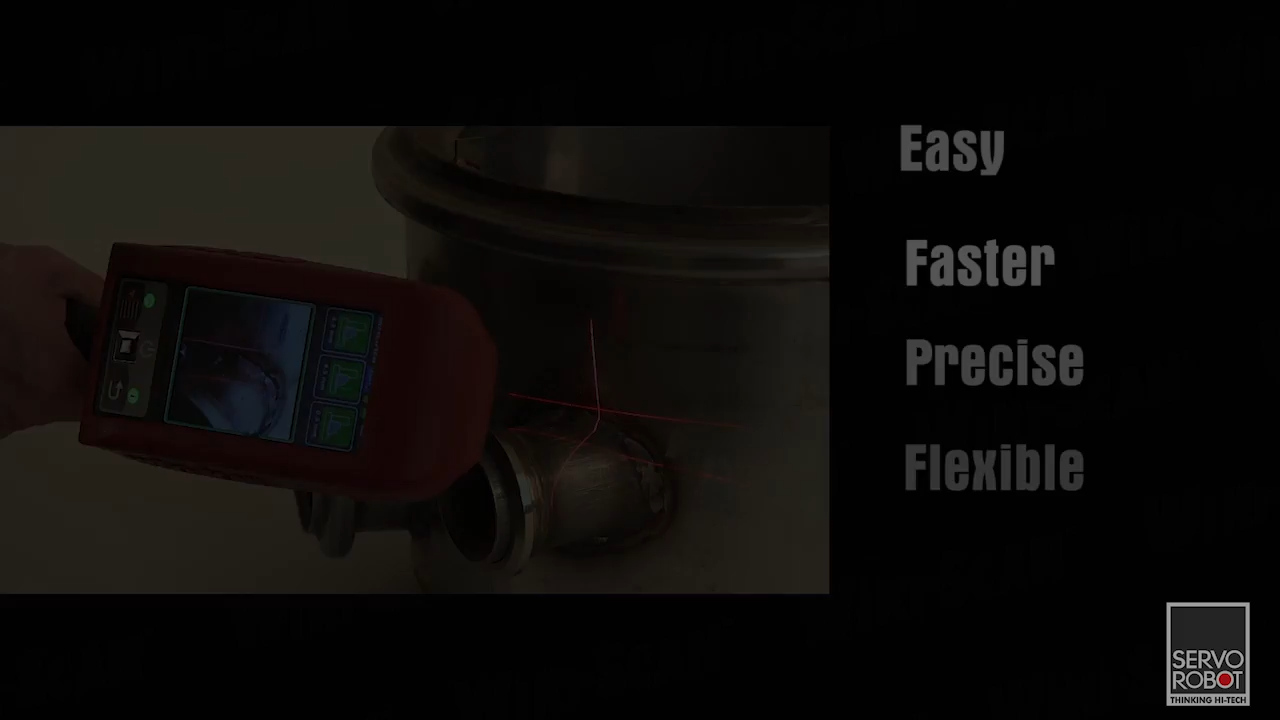 Easy
Faster
Precise
Flexible
SERVO
ROBOT
THINKING HI-TECH